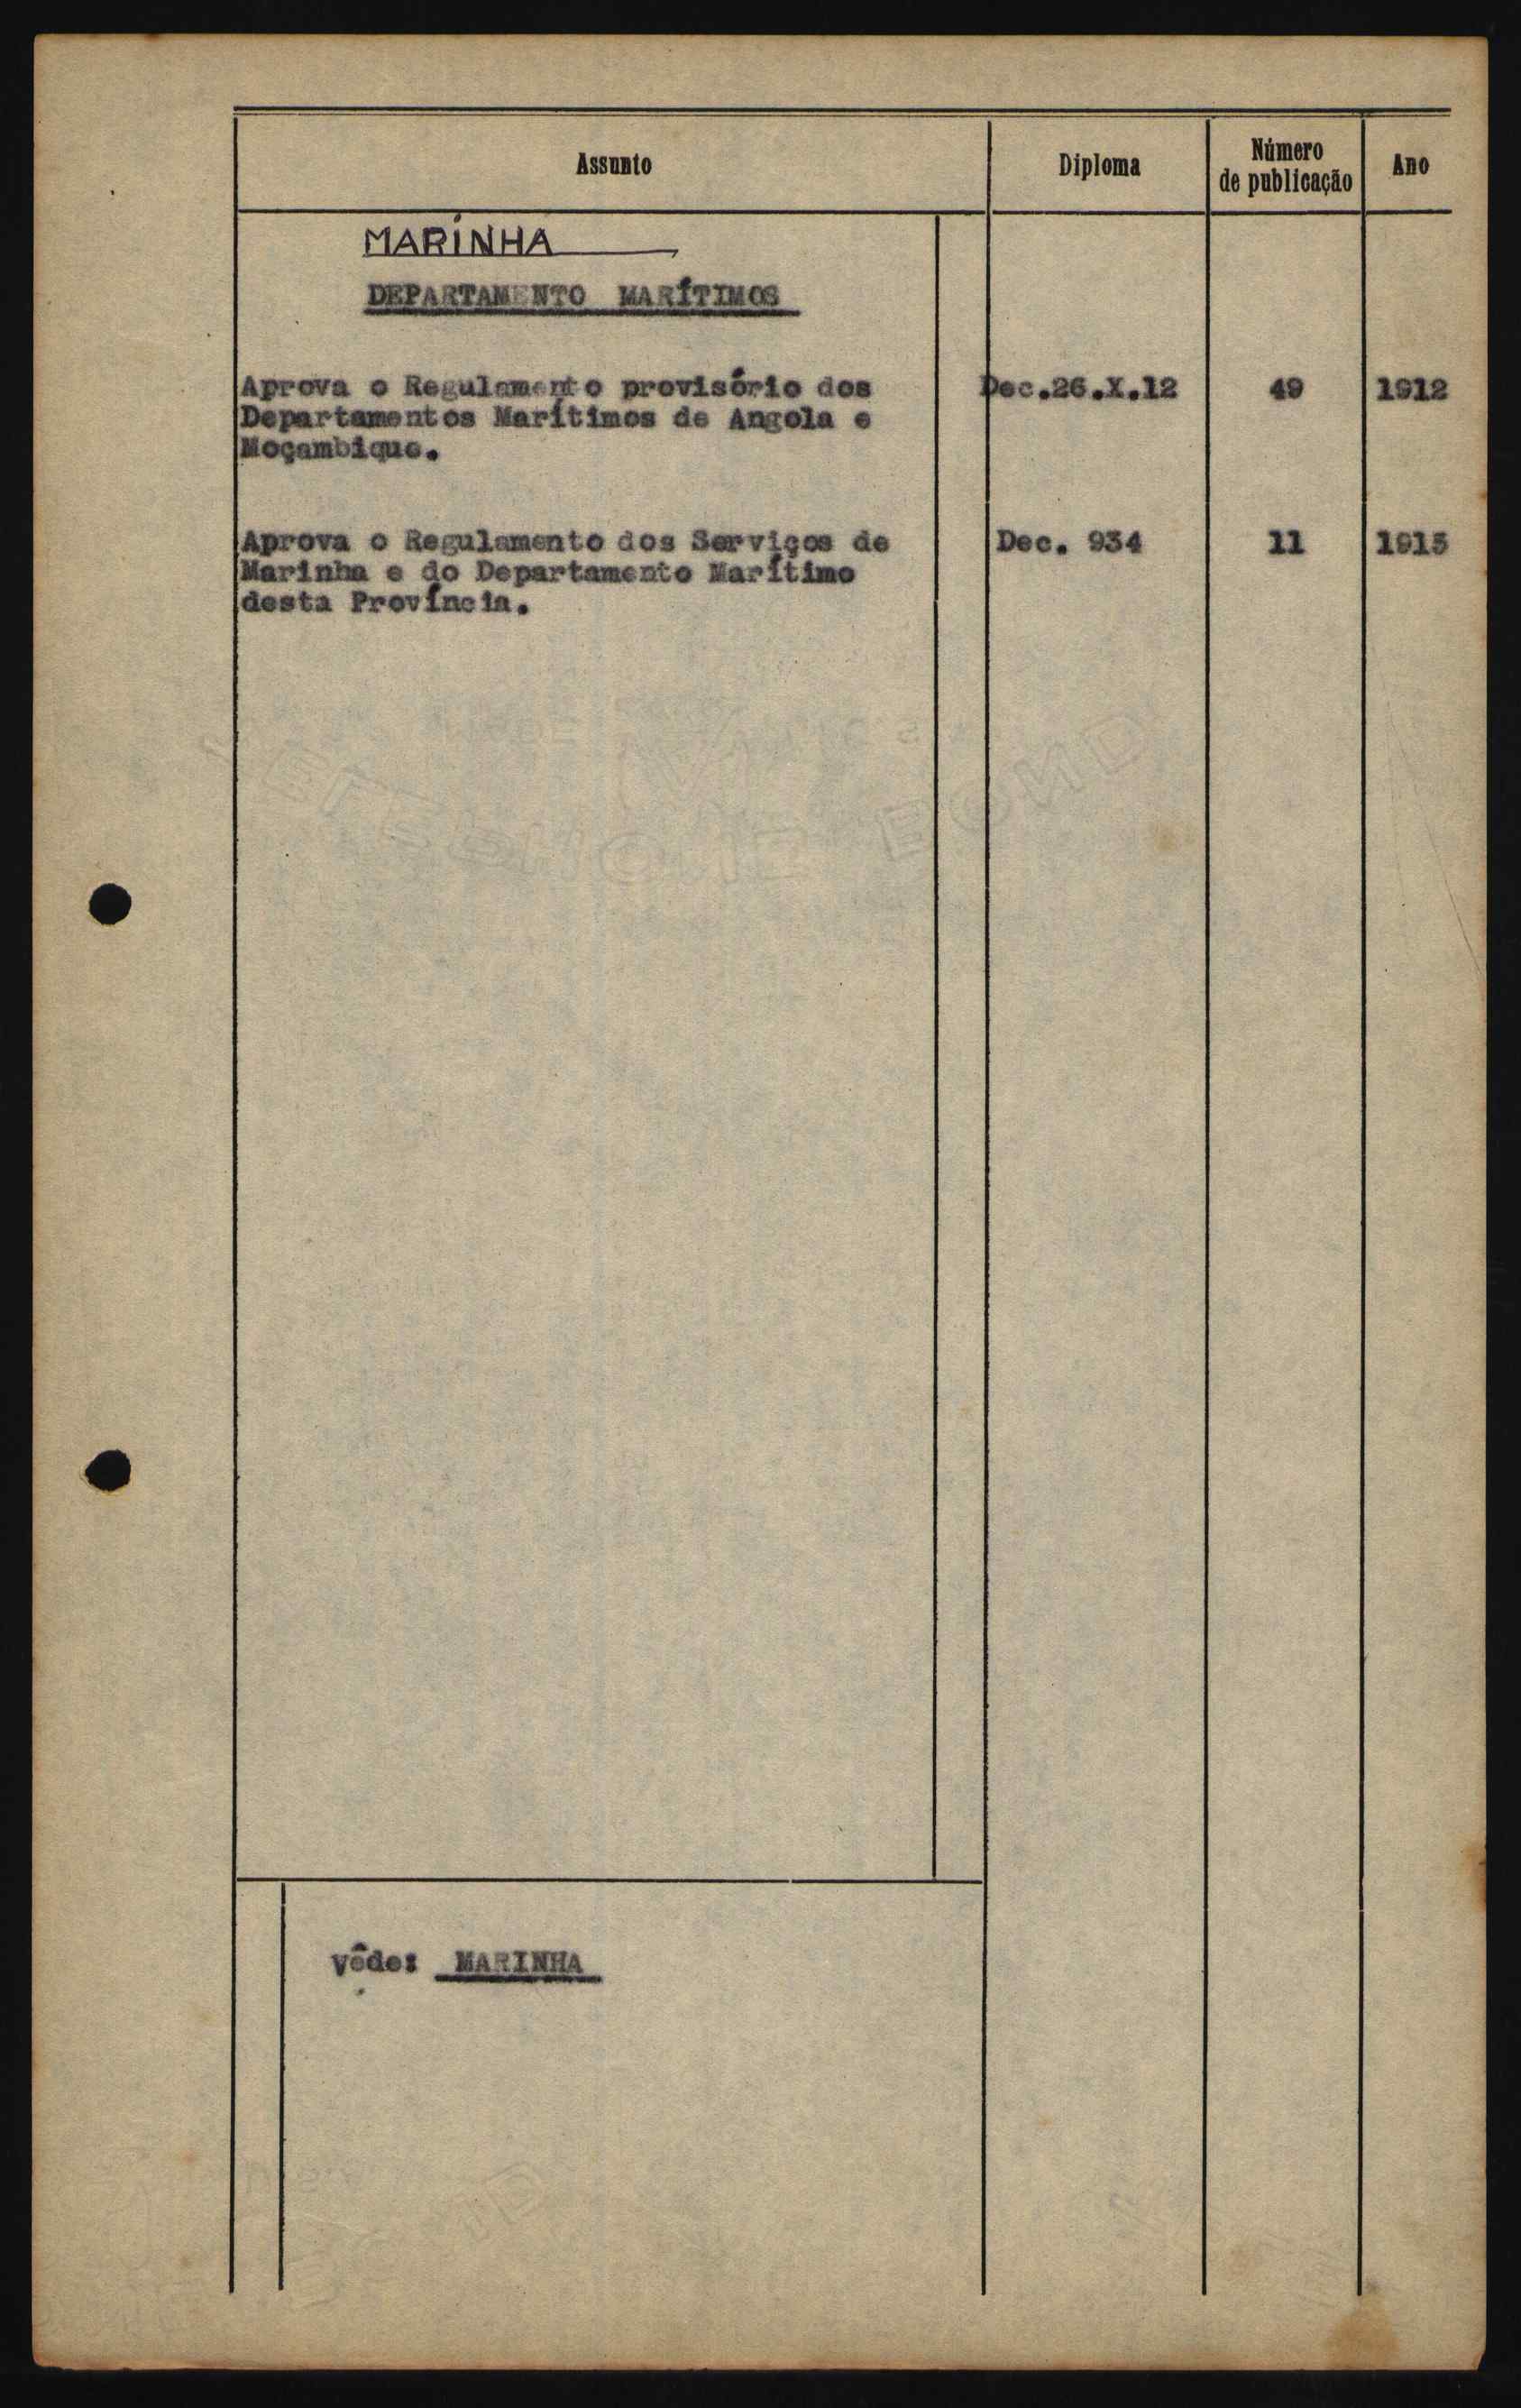 Assunto Diploma Número de publicação Ano
MARÍNHA
DEPARTAMENTO MARÍTIMOS
Aprova o Regulamento provisório dos Dec.26.X.12 49 1912
Departamentos Marítimos de Angola e
Moçambique.
Aprova o Regulamento dos Serviços de Dec. 934 11 1915
Marinha e do Departamento Marítimo
desta Província.
Vêde: MARINHA